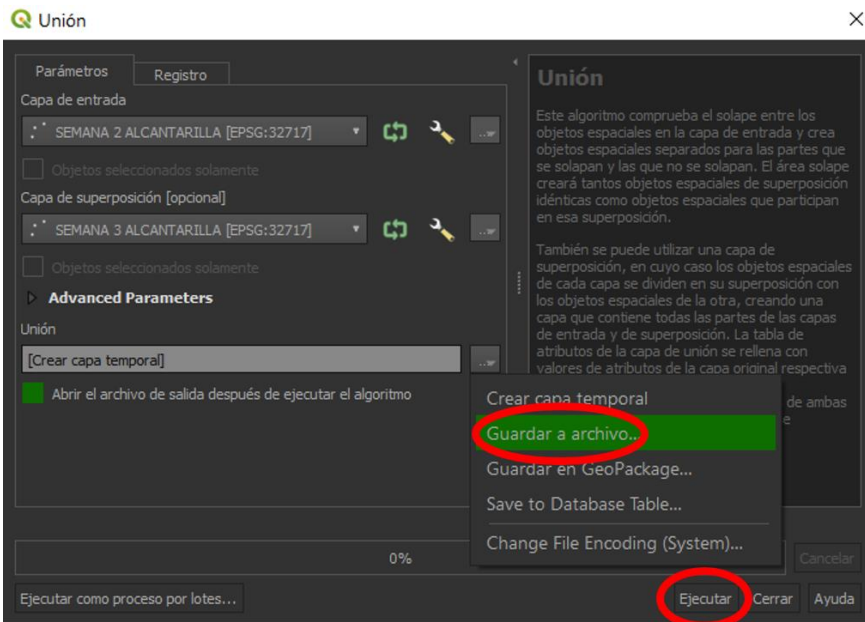 Unión
Parámetros
Registro
Capa de entrada
SEMANA 2 ALCANTARILLA [EPSG:32717]
Objetos seleccionados solamente
Capa de superposición [opcional]
SEMANA 3 ALCANTARILLA [EPSG:32717]
Objetos seleccionados solamente
Advanced Parameters
Unión
[Crear capa temporal]
Abrir el archivo de salida después de ejecutar el algoritmo
Unión
Este algoritmo comprueba el solape entre los
objetos espaciales en la capa de entrada y crea
objetos espaciales separados para las partes que
se solapan y las que no se solapan. El área solape
creará tantos objetos espaciales de superposición
idénticas como objetos espaciales que participan
en esa superposición.
También se puede utilizar una capa de
superposición, en cuyo caso los objetos espaciales
de cada capa se dividen en su superposición con
los objetos espaciales de la otra, creando una
capa que contiene todas las partes de las capas
de entrada y de superposición. La tabla de
atributos de la capa de unión se rellena con
valores de atributos de la capa original respectiva
de ambas
e
Crear capa temporal
Guardar a archivo...
Guardar en GeoPackage...
Save to Database Table...
Change File Encoding (System)...
0%
Cancelar
Ejecutar como proceso por lotes...
Ejecutar
Cerrar
Ayuda